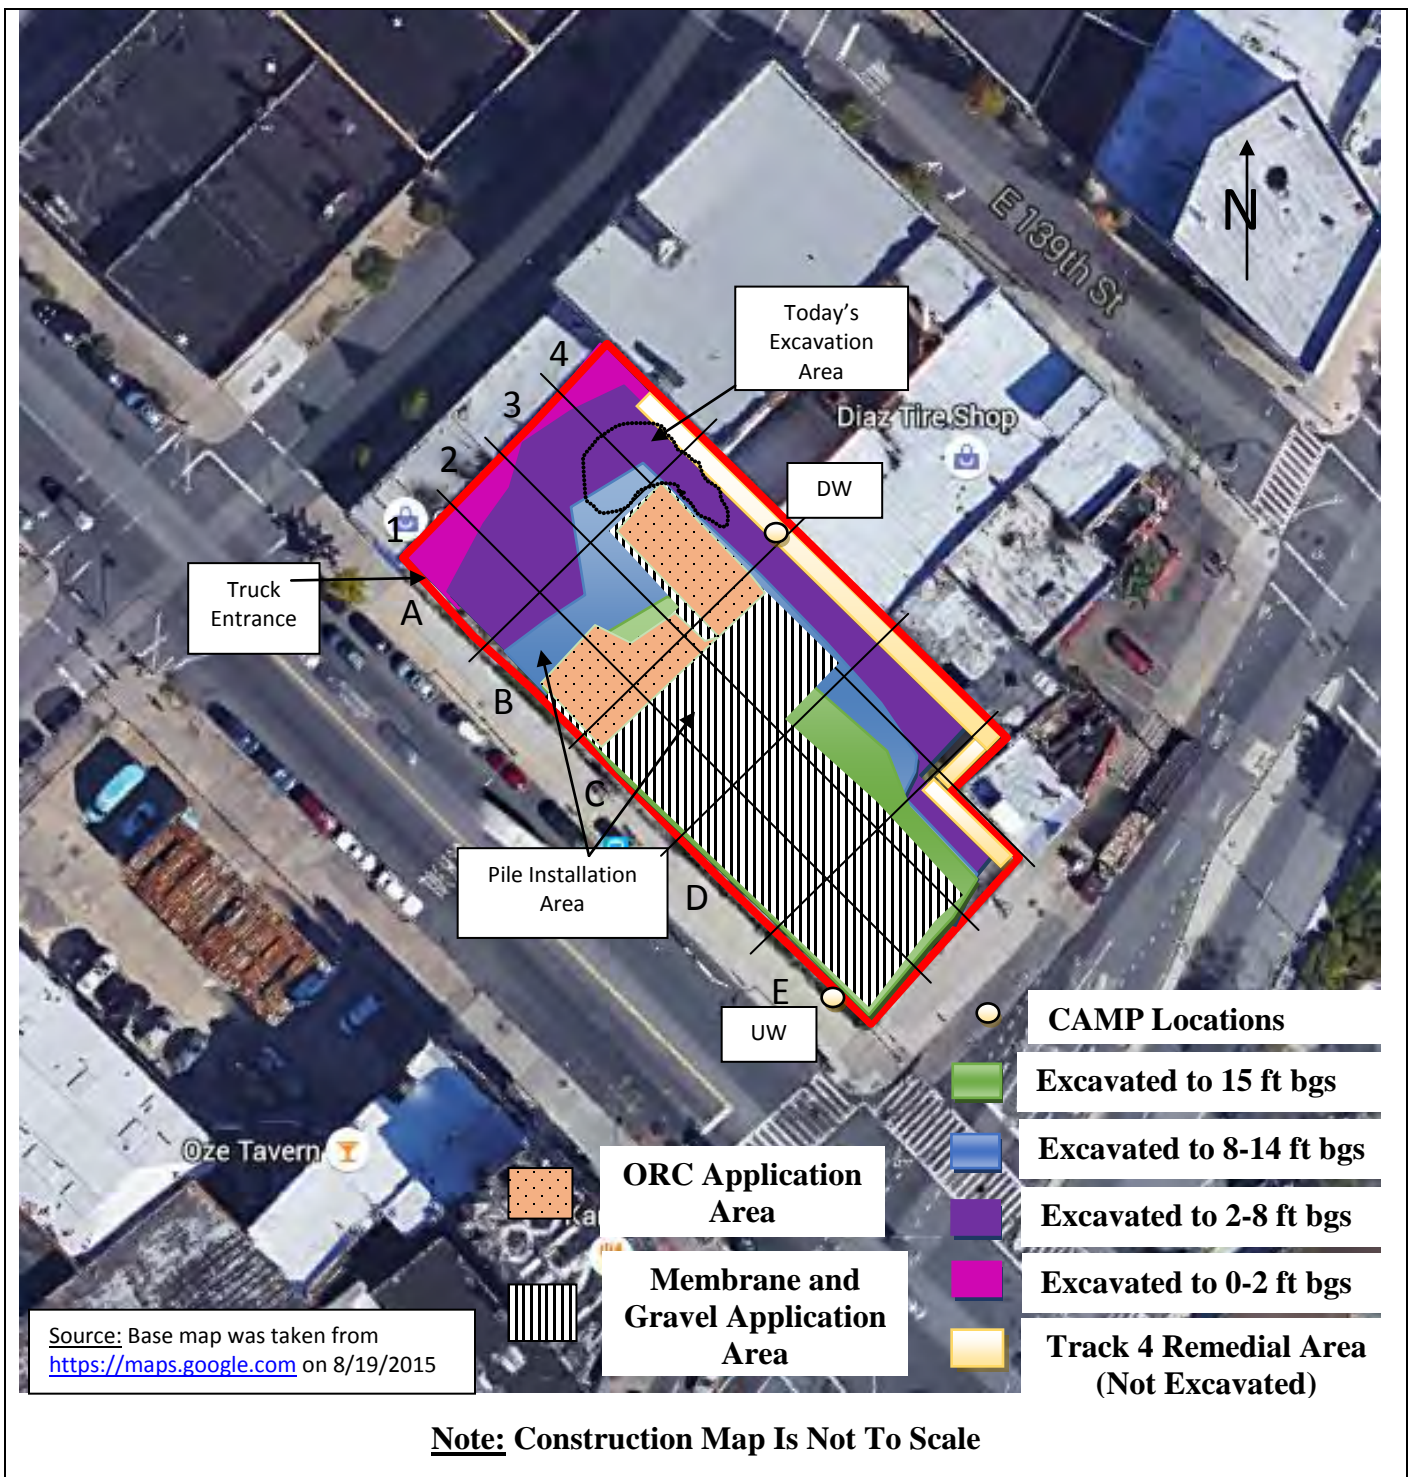 E 139th St
N
Today's
Excavation
Area
4
3
2
1
Diaz Tire Shop
DW
Truck
Entrance
A
B
C
D
E
Pile Installation
Area
UW
CAMP Locations
Excavated to 15 ft bgs
Excavated to 8-14 ft bgs
Excavated to 2-8 ft bgs
Excavated to 0-2 ft bgs
Track 4 Remedial Area
(Not Excavated)
Oze Tavern
ORC Application
Area
Membrane and
Gravel Application
Area
Source: Base map was taken from
https://maps.google.com on 8/19/2015
Note: Construction Map Is Not To Scale